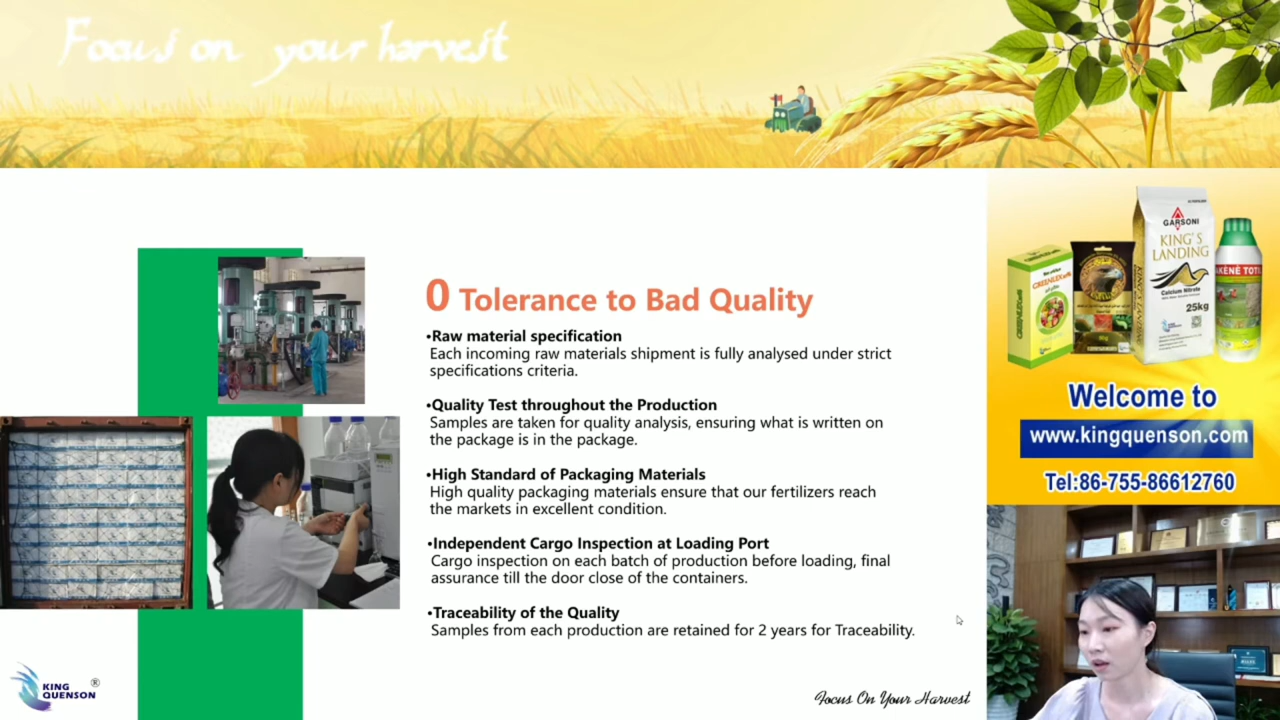 Focus on your harvest
0 Tolerance to Bad Quality
•Raw material specification
Each incoming raw materials shipment is fully analysed under strict
specifications criteria.
•Quality Test throughout the Production
Samples are taken for quality analysis, ensuring what is written on
the package is in the package.
•High Standard of Packaging Materials
High quality packaging materials ensure that our fertilizers reach
the markets in excellent condition.
•Independent Cargo Inspection at Loading Port
Cargo inspection on each batch of production before loading, final
assurance till the door close of the containers.
•Traceability of the Quality
Samples from each production are retained for 2 years for Traceability.
KING
QUENSON
®
Focus On Your Harvest
GARSONI
KING'S
LANDING
Calcium Nitrate
25kg
GREENLEX
AKÈNÈ TOTIL
Welcome to
www.kingquenson.com
Tel:86-755-86612760